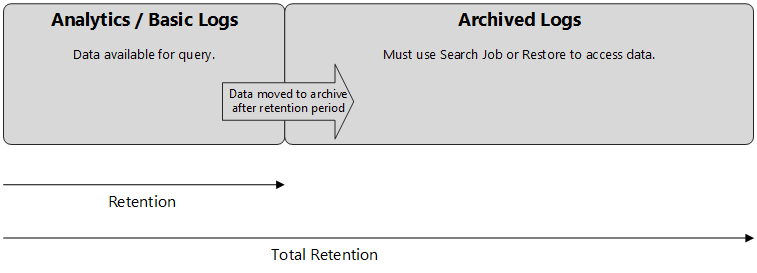 Analytics / Basic Logs
Data available for query.
Archived Logs
Must use Search Job or Restore to access data.
Data moved to archive
after retention period
Retention
Total Retention